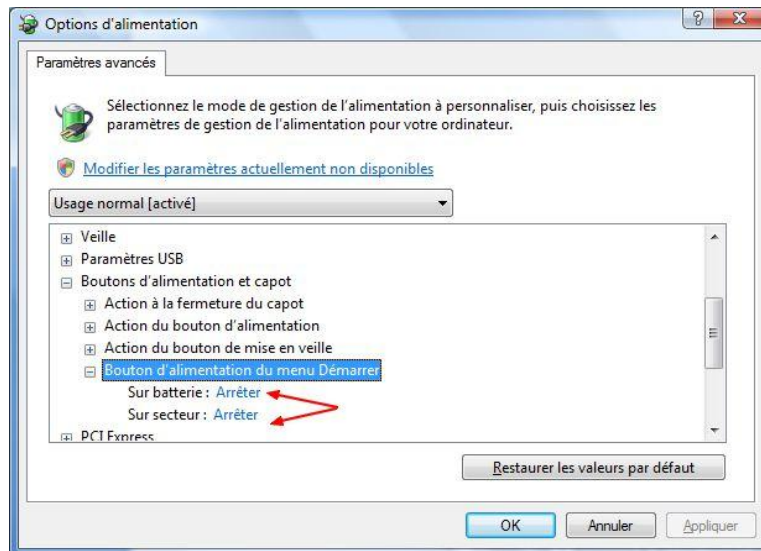 Options d'alimentation
Paramètres avancés
Sélectionnez le mode de gestion de l'alimentation à personnaliser, puis choisissez les
paramètres de gestion de l'alimentation pour votre ordinateur.
Modifier les paramètres actuellement non disponibles
Usage normal [activé]
Veille
Paramètres USB
Boutons d'alimentation et capot
Action à la fermeture du capot
Action du bouton d'alimentation
Action du bouton de mise en veille
Bouton d'alimentation du menu Démarrer
Sur batterie : Arrêter
Sur secteur : Arrêter
PCI Express
Restaurer les valeurs par défaut
OK Annuler Appliquer